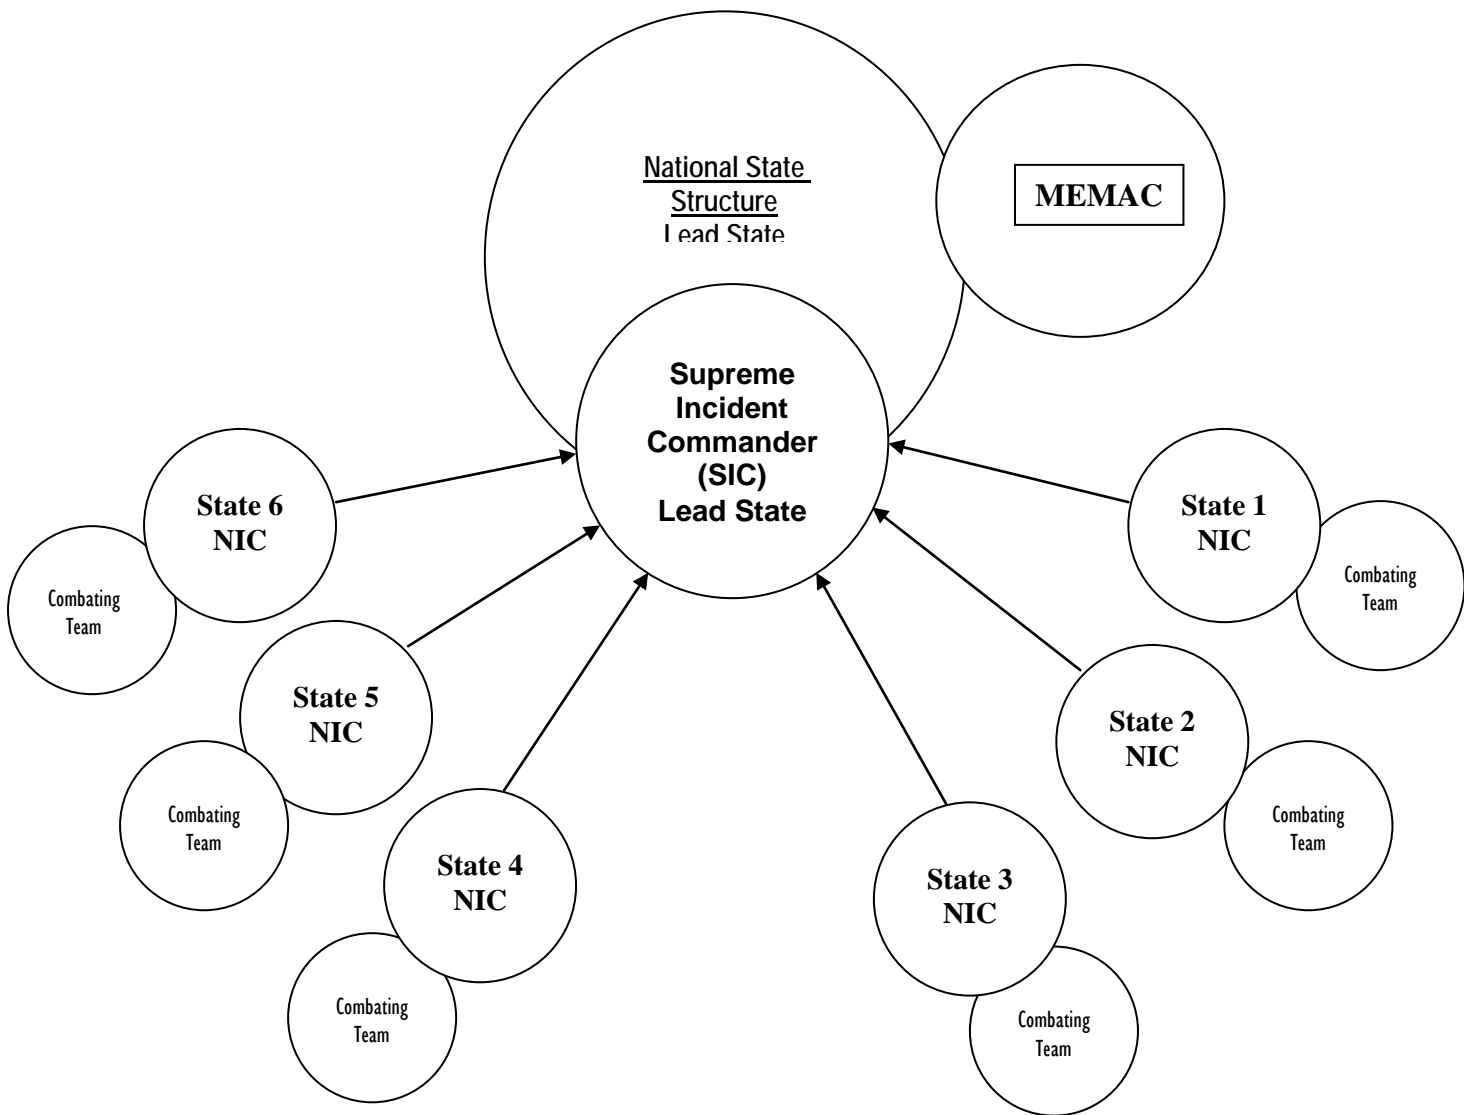 National State
Structure
Lead State
MEMAC
Supreme
Incident
Commander
(SIC)
Lead State
State 6
NIC
Combating
Team
State 1
NIC
Combating
Team
State 5
NIC
Combating
Team
State 2
NIC
Combating
Team
State 4
NIC
Combating
Team
State 3
NIC
Combating
Team